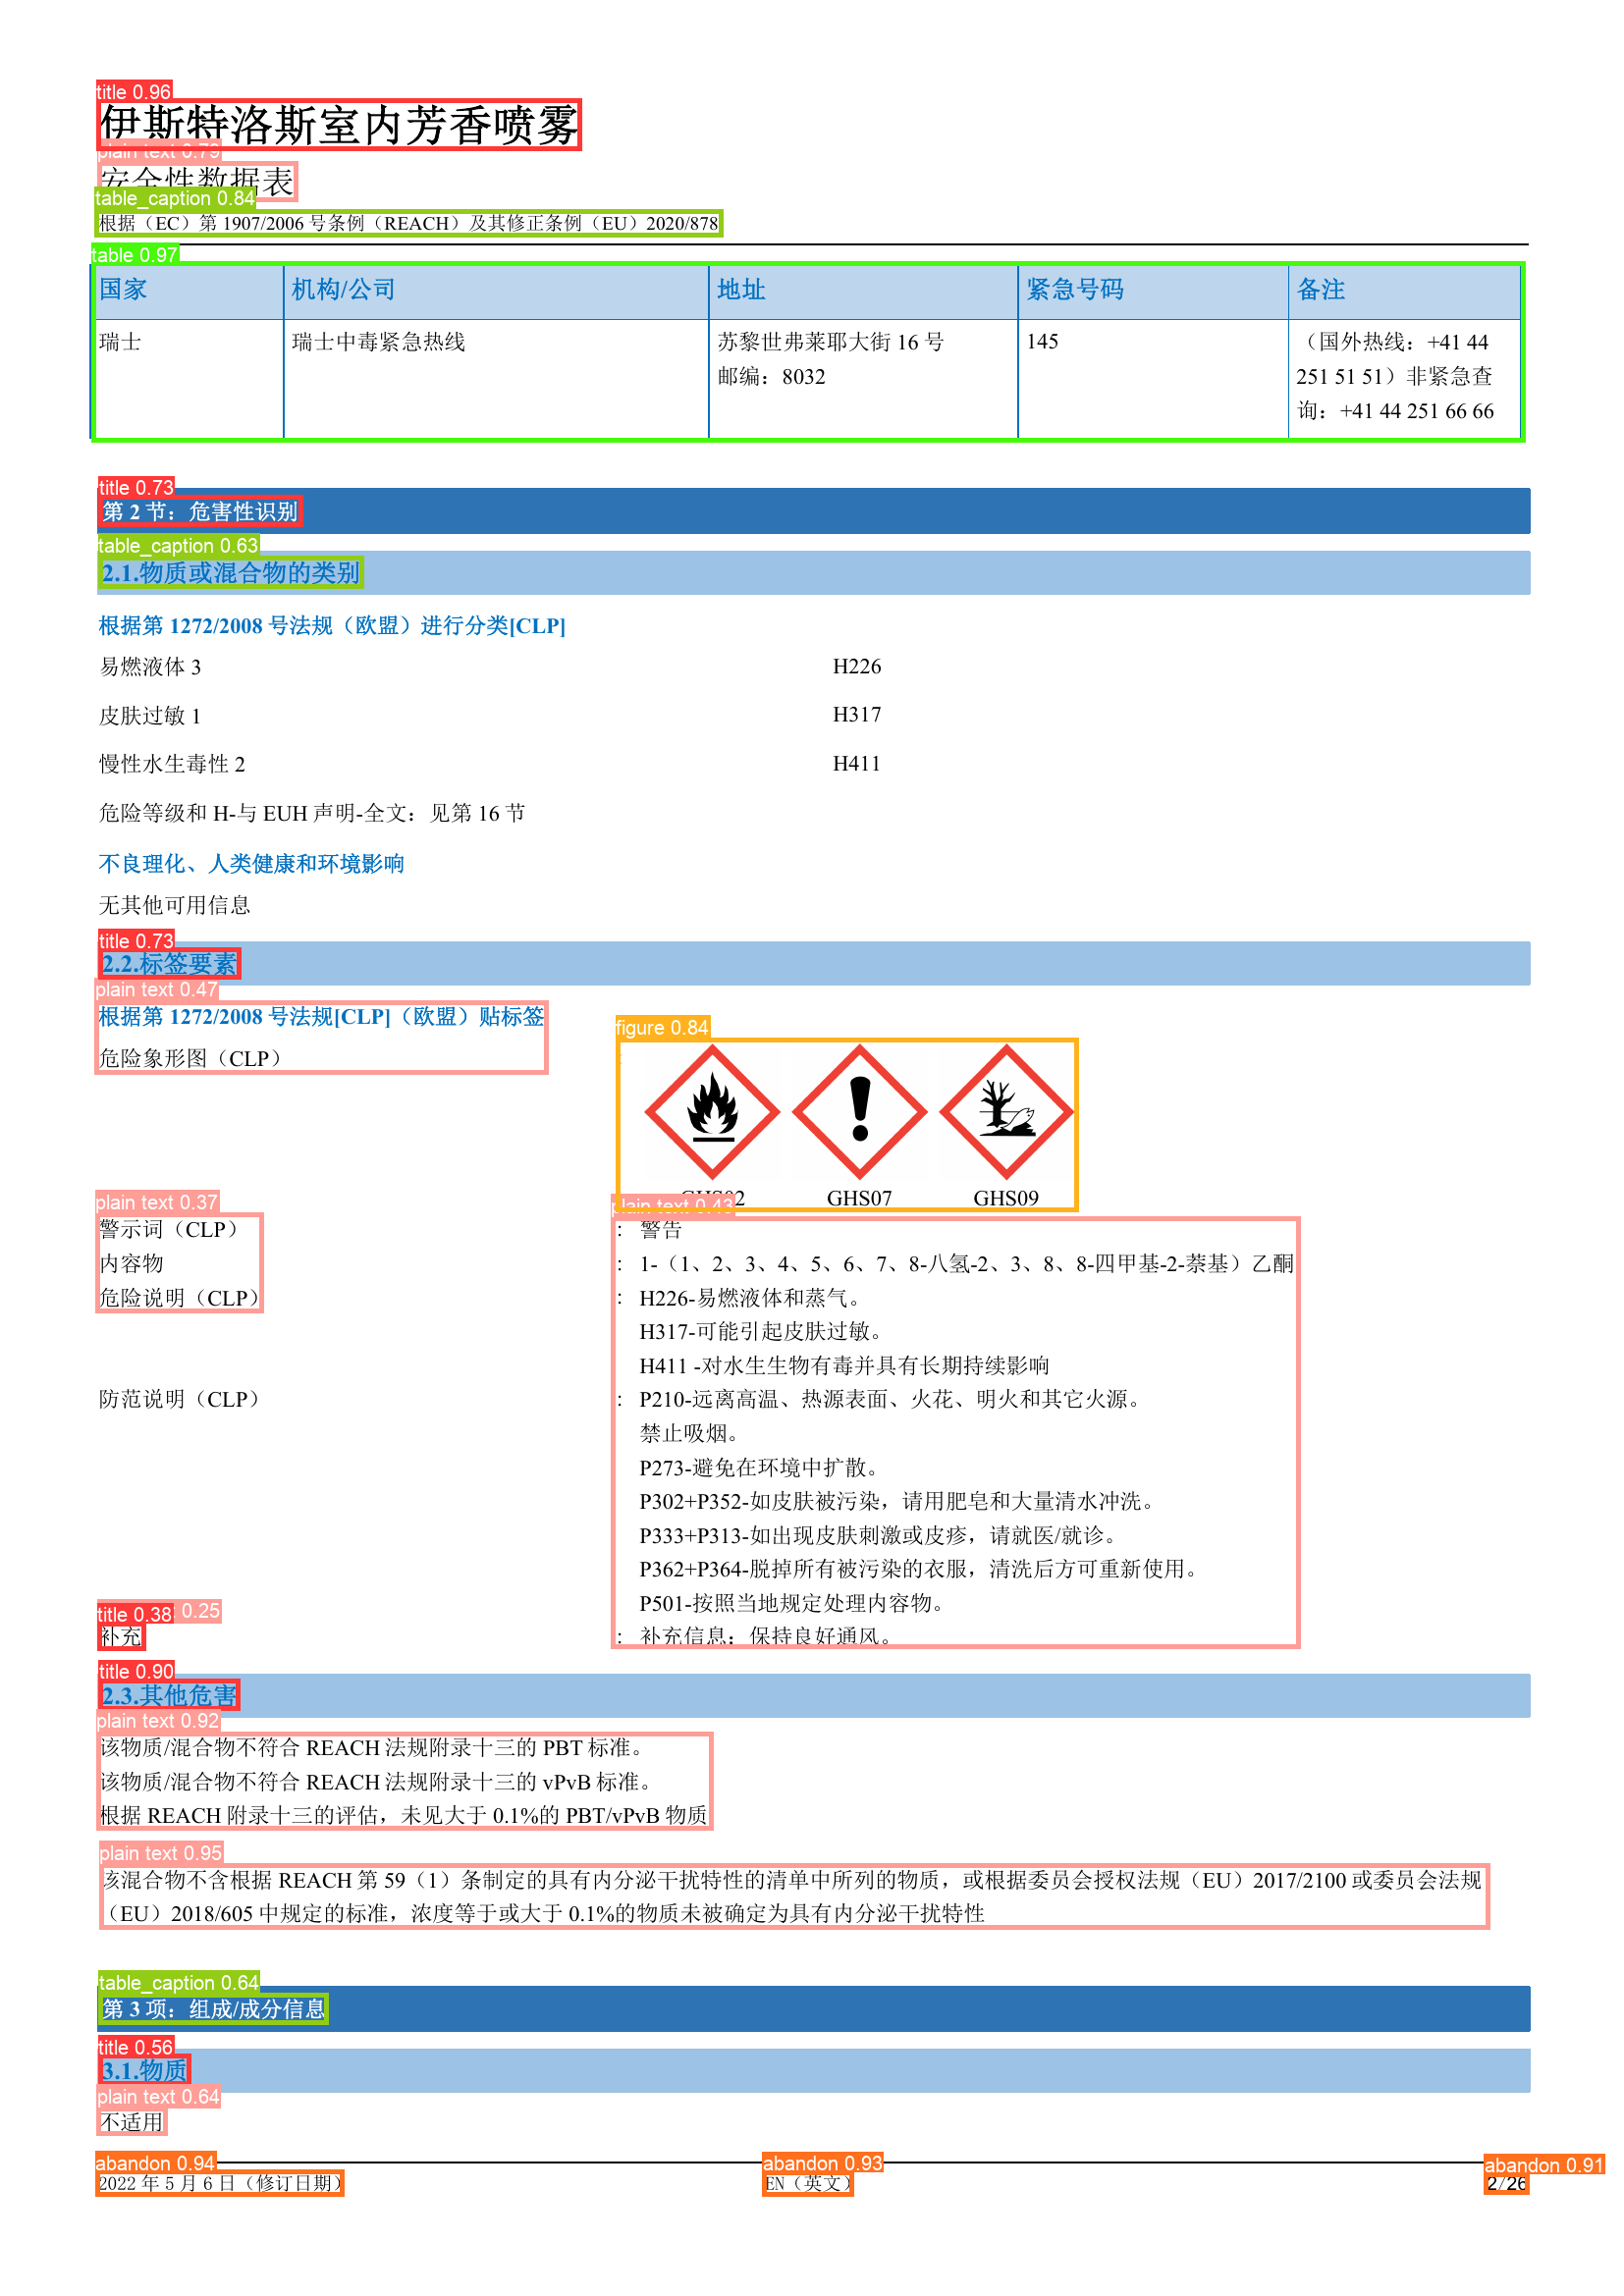 title 0.96
伊斯特洛斯室内芳香喷雾
plain text 0.79
安全性数据表
table_caption 0.84
根据（EC）第 1907/2006 号条例（REACH）及其修正条例（EU）2020/878
table 0.97
国家 机构/公司 地址 紧急号码 备注
瑞士 瑞士中毒紧急热线 苏黎世弗莱耶大街 16 号 145 （国外热线：+41 44
邮编：8032 251 51 51）非紧急查
询：+41 44 251 66 66
title 0.73
第 2 节：危害性识别
table_caption 0.63
2.1.物质或混合物的类别
根据第 1272/2008 号法规（欧盟）进行分类[CLP]
易燃液体 3 H226
皮肤过敏 1 H317
慢性水生毒性 2 H411
危险等级和 H-与 EUH 声明-全文：见第 16 节
不良理化、人类健康和环境影响
无其他可用信息
title 0.73
2.2.标签要素
plain text 0.47
根据第 1272/2008 号法规[CLP]（欧盟）贴标签
figure 0.84
危险象形图（CLP） :
GHS02 GHS07 GHS09
plain text 0.37 plain text 0.43
警示词（CLP） : 警告
内容物 : 1-（1、2、3、4、5、6、7、8-八氢-2、3、8、8-四甲基-2-萘基）乙酮
危险说明（CLP） : H226-易燃液体和蒸气。
H317-可能引起皮肤过敏。
H411 -对水生生物有毒并具有长期持续影响
防范说明（CLP） : P210-远离高温、热源表面、火花、明火和其它火源。
禁止吸烟。
P273-避免在环境中扩散。
P302+P352-如皮肤被污染，请用肥皂和大量清水冲洗。
P333+P313-如出现皮肤刺激或皮疹，请就医/就诊。
P362+P364-脱掉所有被污染的衣服，清洗后方可重新使用。
P501-按照当地规定处理内容物。
title 0.38 0.25
补充 : 补充信息：保持良好通风。
title 0.90
2.3.其他危害
plain text 0.92
该物质/混合物不符合 REACH 法规附录十三的 PBT 标准。
该物质/混合物不符合 REACH 法规附录十三的 vPvB 标准。
根据 REACH 附录十三的评估，未见大于 0.1%的 PBT/vPvB 物质
plain text 0.95
该混合物不含根据 REACH 第 59（1）条制定的具有内分泌干扰特性的清单中所列的物质，或根据委员会授权法规（EU）2017/2100 或委员会法规
（EU）2018/605 中规定的标准，浓度等于或大于 0.1%的物质未被确定为具有内分泌干扰特性
table_caption 0.64
第 3 项：组成/成分信息
title 0.56
3.1.物质
plain text 0.64
不适用
abandon 0.94 abandon 0.93 abandon 0.91
2022 年 5 月 6 日（修订日期） EN（英文） 2/26